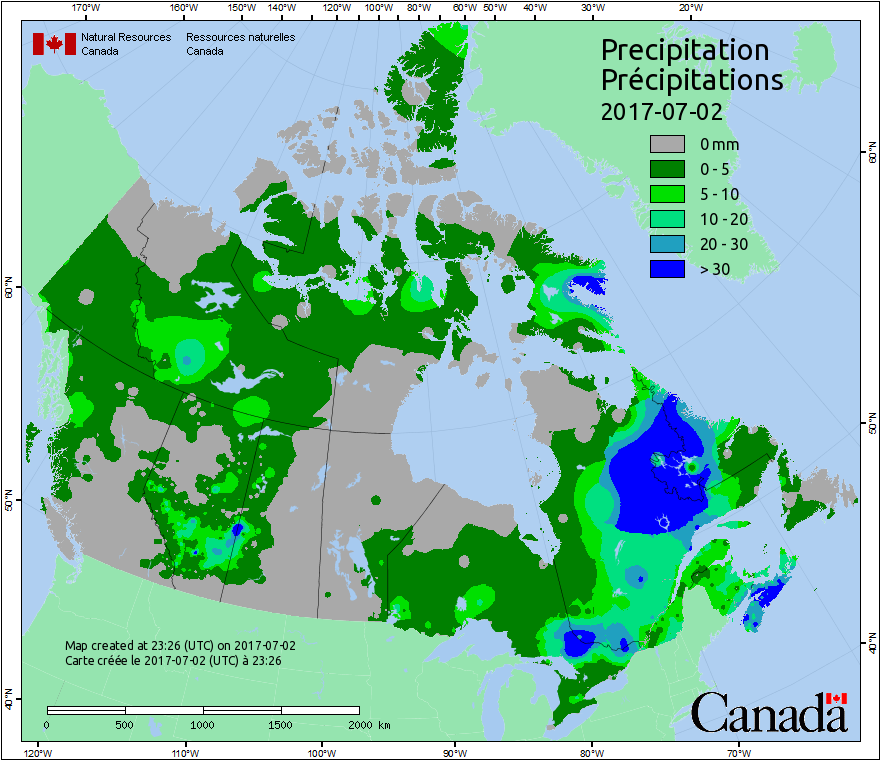 170°W 160°W 150°W 140°W 130°W 120°W 110°W 100°W 90°W 80°W 60°W 50°W 40°W 30°W 20°W
Natural Resources Canada
Ressources naturelles Canada
Precipitation
Précipitations
2017-07-02
0 mm
0 - 5
5 - 10
10 - 20
20 - 30
> 30
60°N
50°N
40°N
60°N
50°N
40°N
Map created at 23:26 (UTC) on 2017-07-02
Carte créée le 2017-07-02 (UTC) à 23:26
0 500 1000 1500 2000 km
Canada
120°W 110°W 100°W 90°W 80°W 70°W